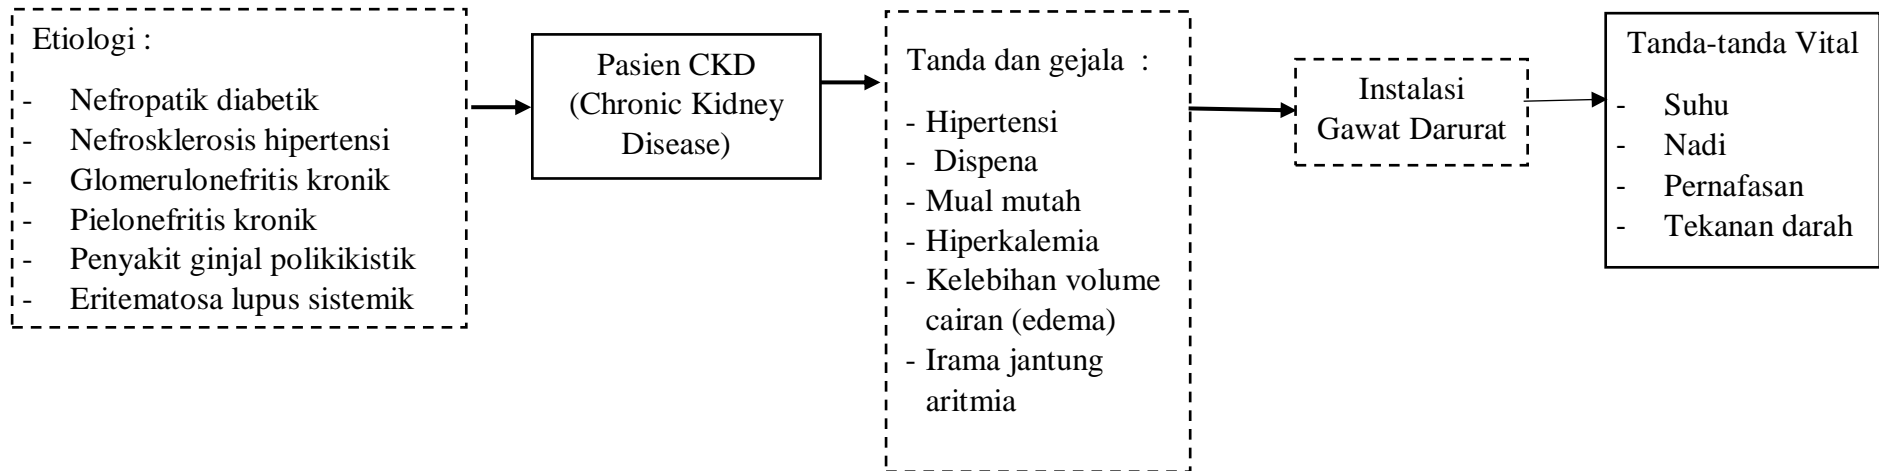 Etiologi :
- Nefropatik diabetik
- Nefrosklerosis hipertensi
- Glomerulonefritis kronik
- Pielonefritis kronik
- Penyakit ginjal polikikistik
- Eritematosa lupus sistemik
Pasien CKD
(Chronic Kidney
Disease)
Tanda dan gejala :
- Hipertensi
- Dispena
- Mual mutah
- Hiperkalemia
- Kelebihan volume
cairan (edema)
- Irama jantung
aritmia
Instalasi
Gawat Darurat
Tanda-tanda Vital
- Suhu
- Nadi
- Pernafasan
- Tekanan darah